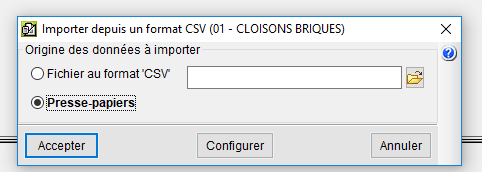 Importer depuis un format CSV (01 - CLOISONS BRIQUES)
Origine des données à importer
Fichier au format 'CSV'
Presse-papiers
Accepter
Configurer
Annuler